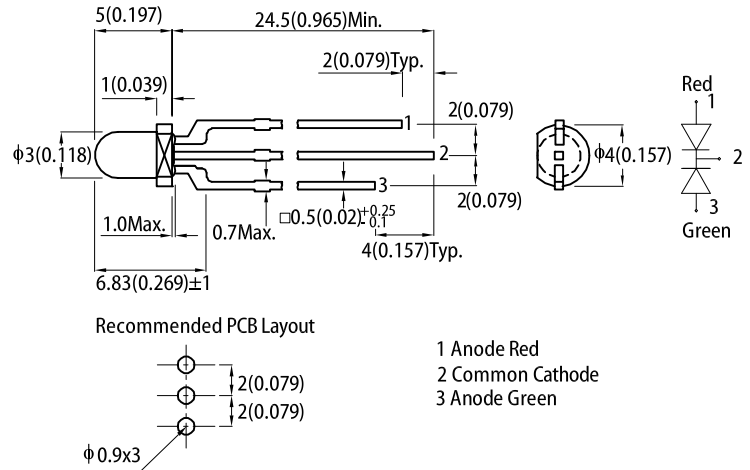 5(0.197)
24.5(0.965)Min.
2(0.079)Typ.
1(0.039)
1
2(0.079)
ϕ3(0.118)
2
3
2(0.079)
1.0Max.
0.7Max.
□0.5(0.02)+0.25 -0.1
4(0.157)Typ.
6.83(0.269)±1
ϕ4(0.157)
Red
1
2
3
Green
Recommended PCB Layout
2(0.079)
2(0.079)
ϕ0.9x3
1 Anode Red
2 Common Cathode
3 Anode Green